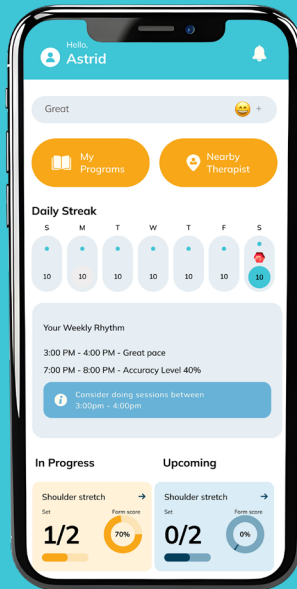 Hello,
Astrid
Great
My
Programs
Nearby
Therapist
Daily Streak
S M T W T F S
10 10 10 10 10 10 10
Your Weekly Rhythm
3:00 PM - 4:00 PM - Great pace
7:00 PM - 8:00 PM - Accuracy Level 40%
Consider doing sessions between
3:00pm - 4:00pm
In Progress
Upcoming
Shoulder stretch
Set
Form score
1/2
70%
Shoulder stretch
Set
Form score
0/2
0%